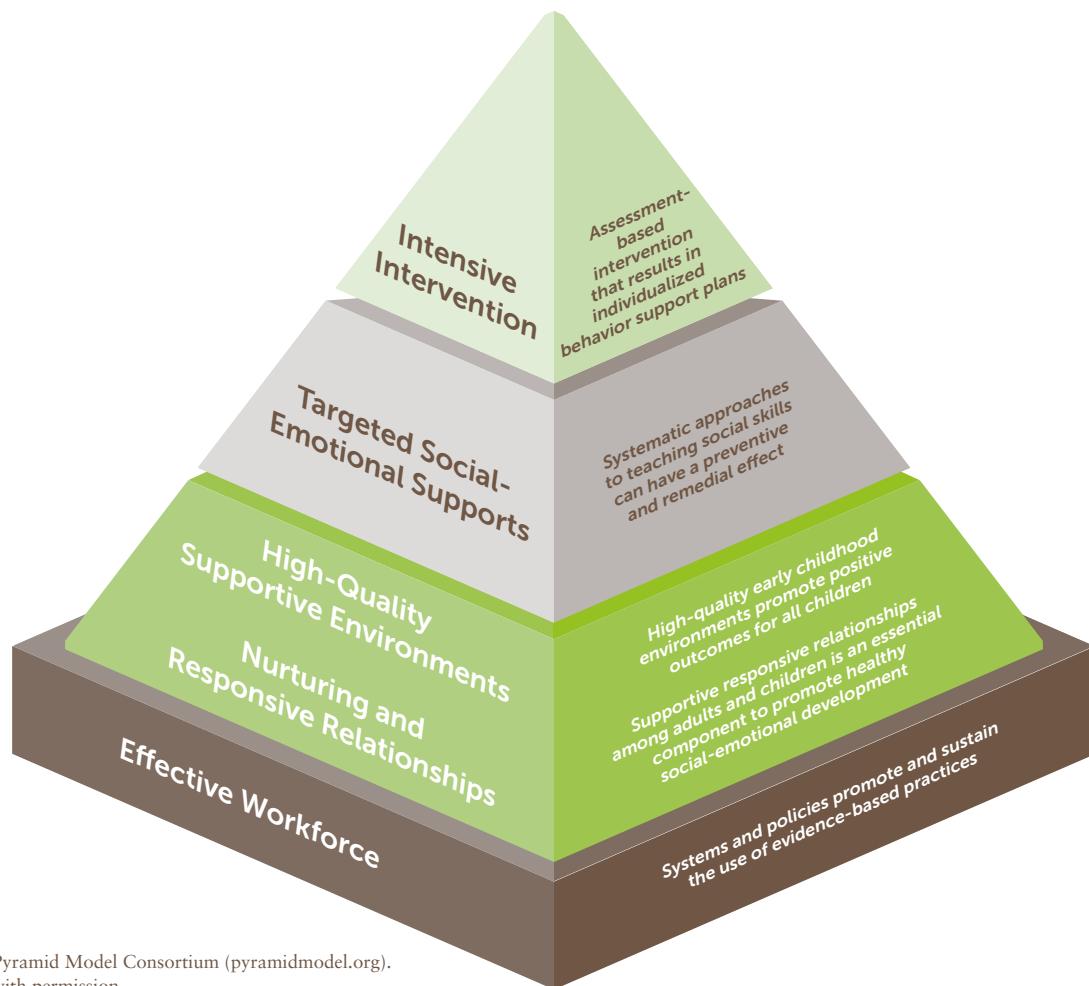 Intensive
Intervention
Assessment-
based
intervention
that results in
individualized
behavior support plans
Targeted Social-
Emotional Supports
Systematic approaches
to teaching social skills
can have a preventive
and remedial effect
High-Quality
Supportive Environments
High-quality early childhood
environments promote positive
outcomes for all children
Nurturing and
Responsive Relationships
Supportive responsive relationships
among adults and children is an essential
component to promote healthy
social-emotional development
Effective Workforce
Systems and policies promote and sustain
the use of evidence-based practices
Pyramid Model Consortium (pyramidmodel.org).
with permission